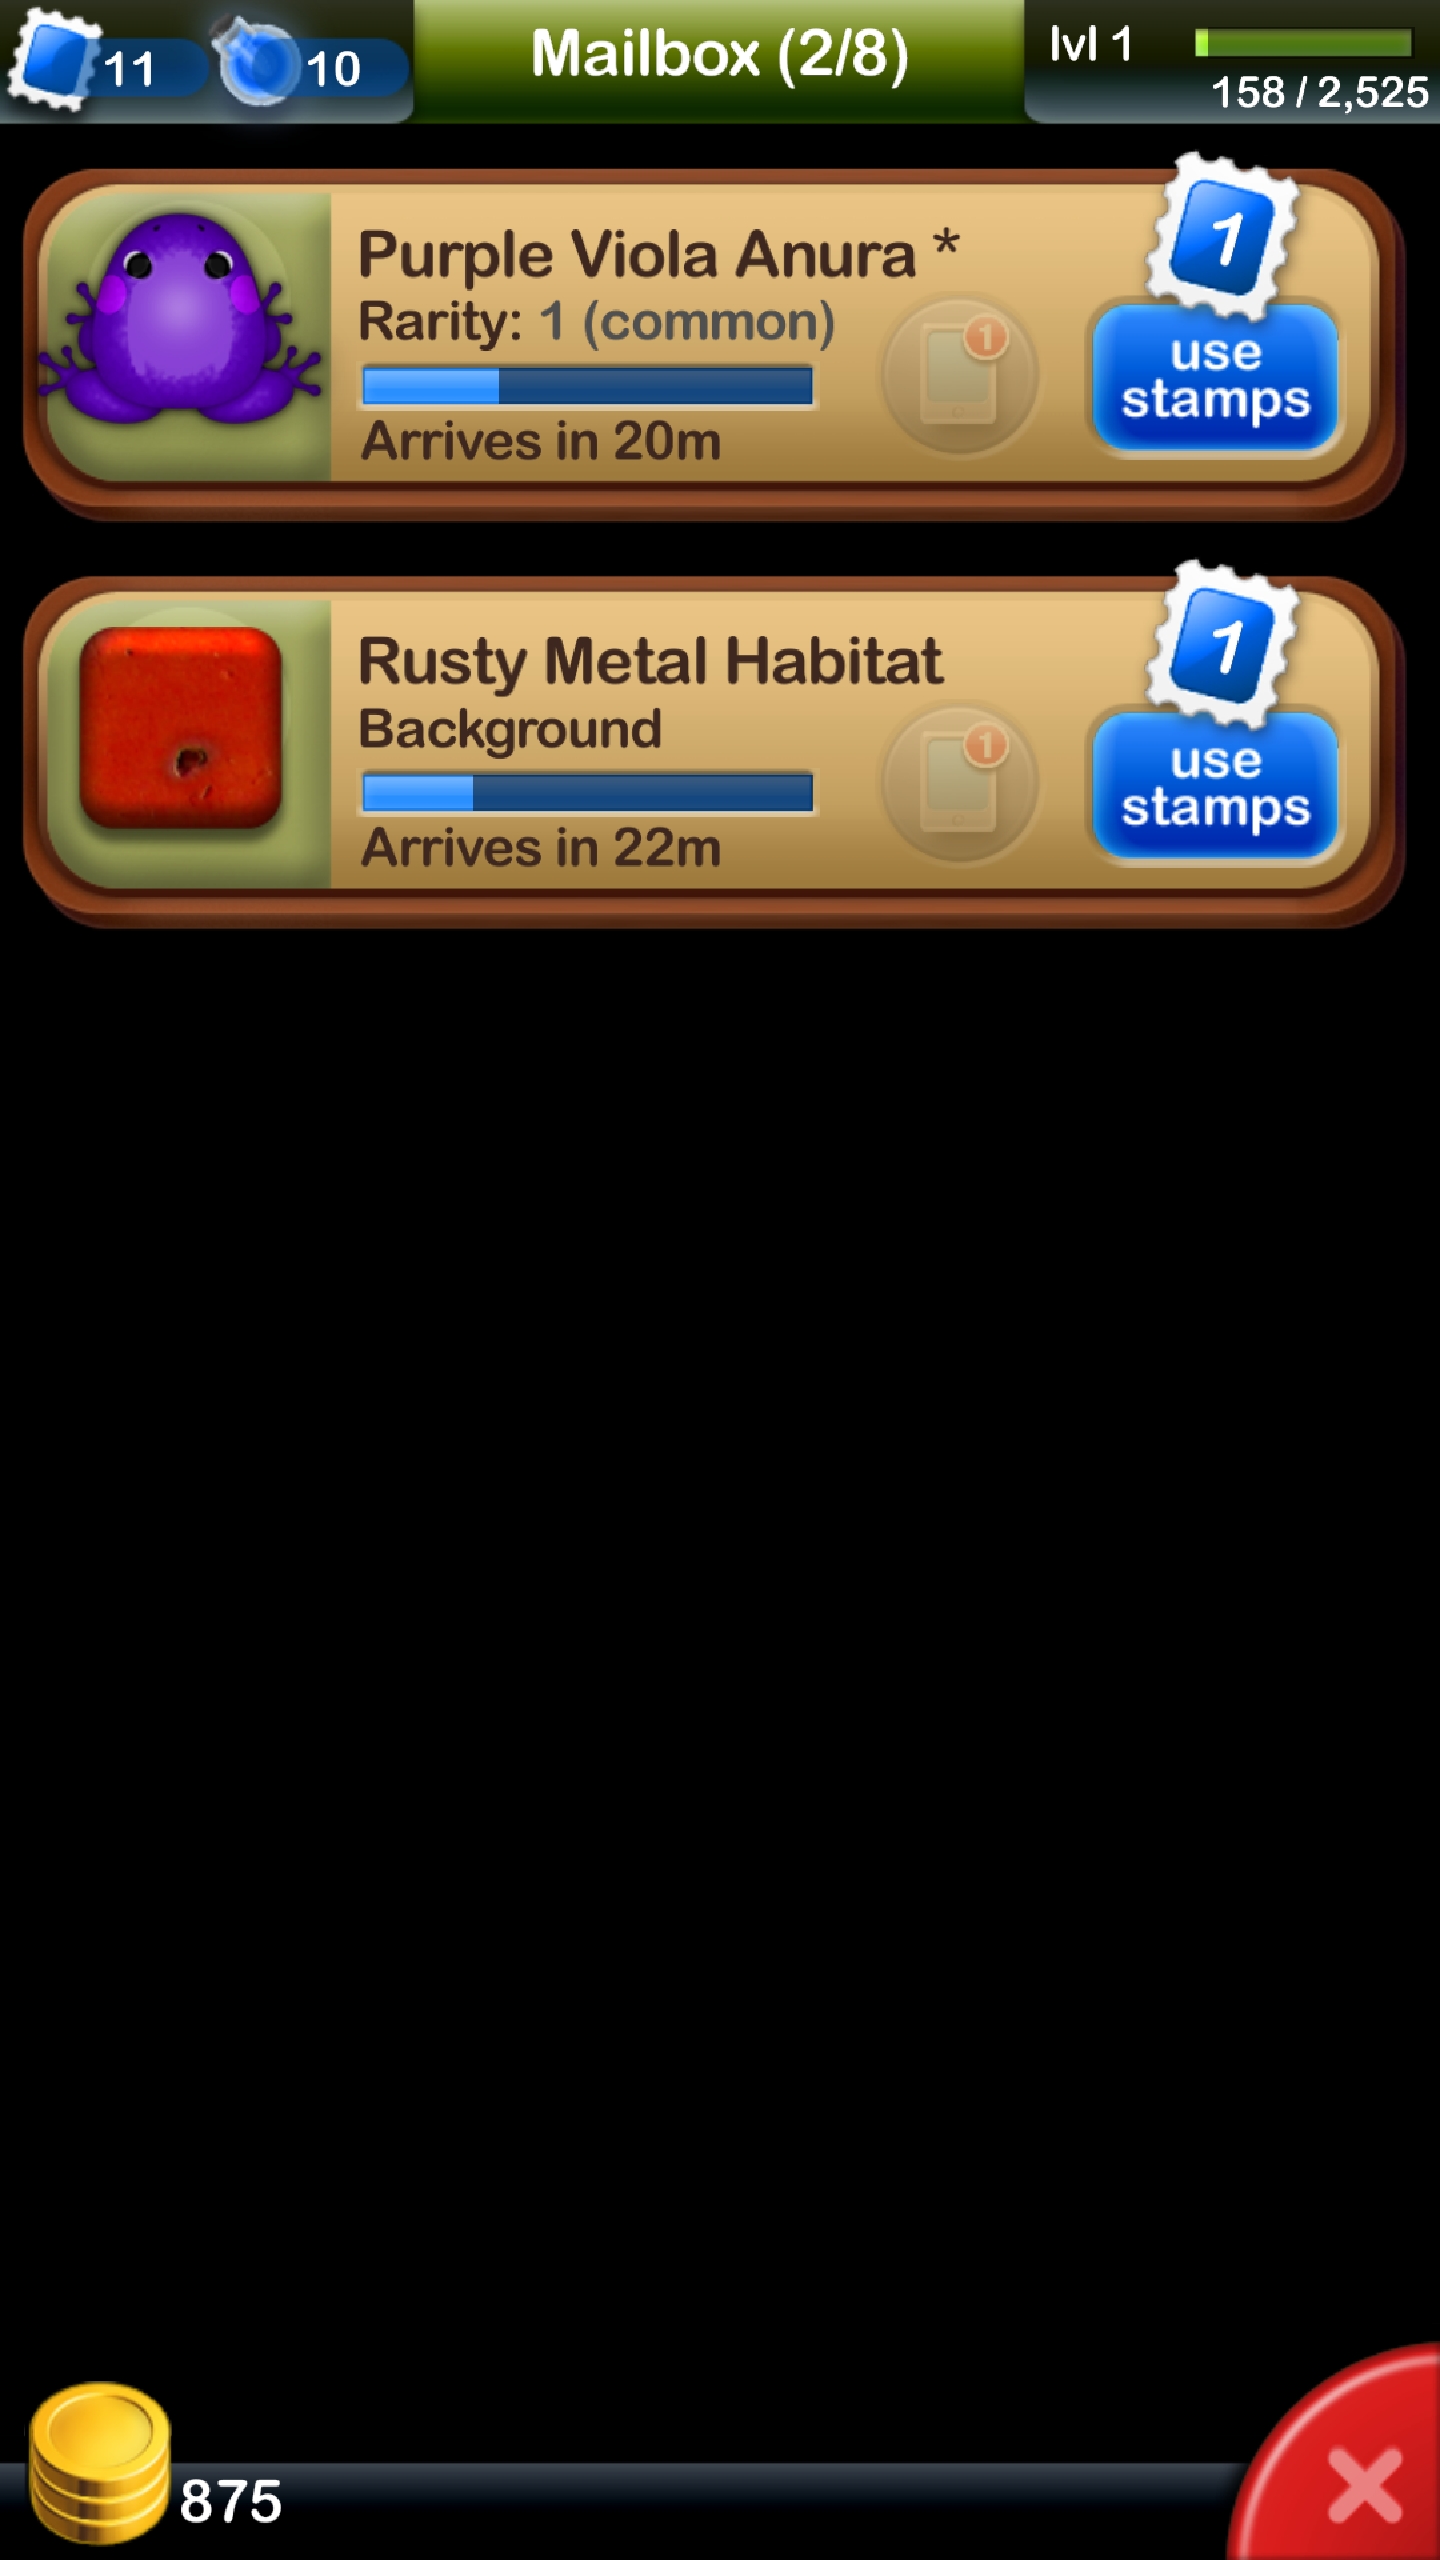 11
10
Mailbox (2/8)
lvl 1
158 / 2,525
Purple Viola Anura *
Rarity: 1 (common)
Arrives in 20m
1
1
use
stamps
Rusty Metal Habitat
Background
Arrives in 22m
1
1
use
stamps
875